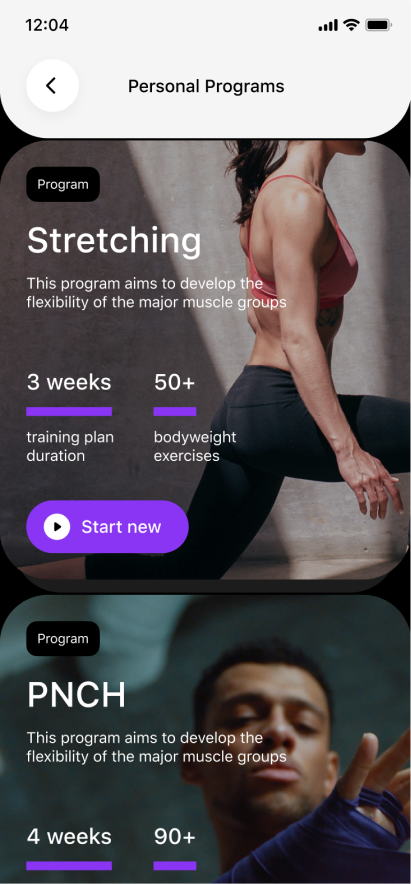 12:04
Personal Programs
Program
Stretching
This program aims to develop the
flexibility of the major muscle groups
3 weeks
50+
training plan
duration
bodyweight
exercises
Start new
Program
PNCH
This program aims to develop the
flexibility of the major muscle groups
4 weeks
90+